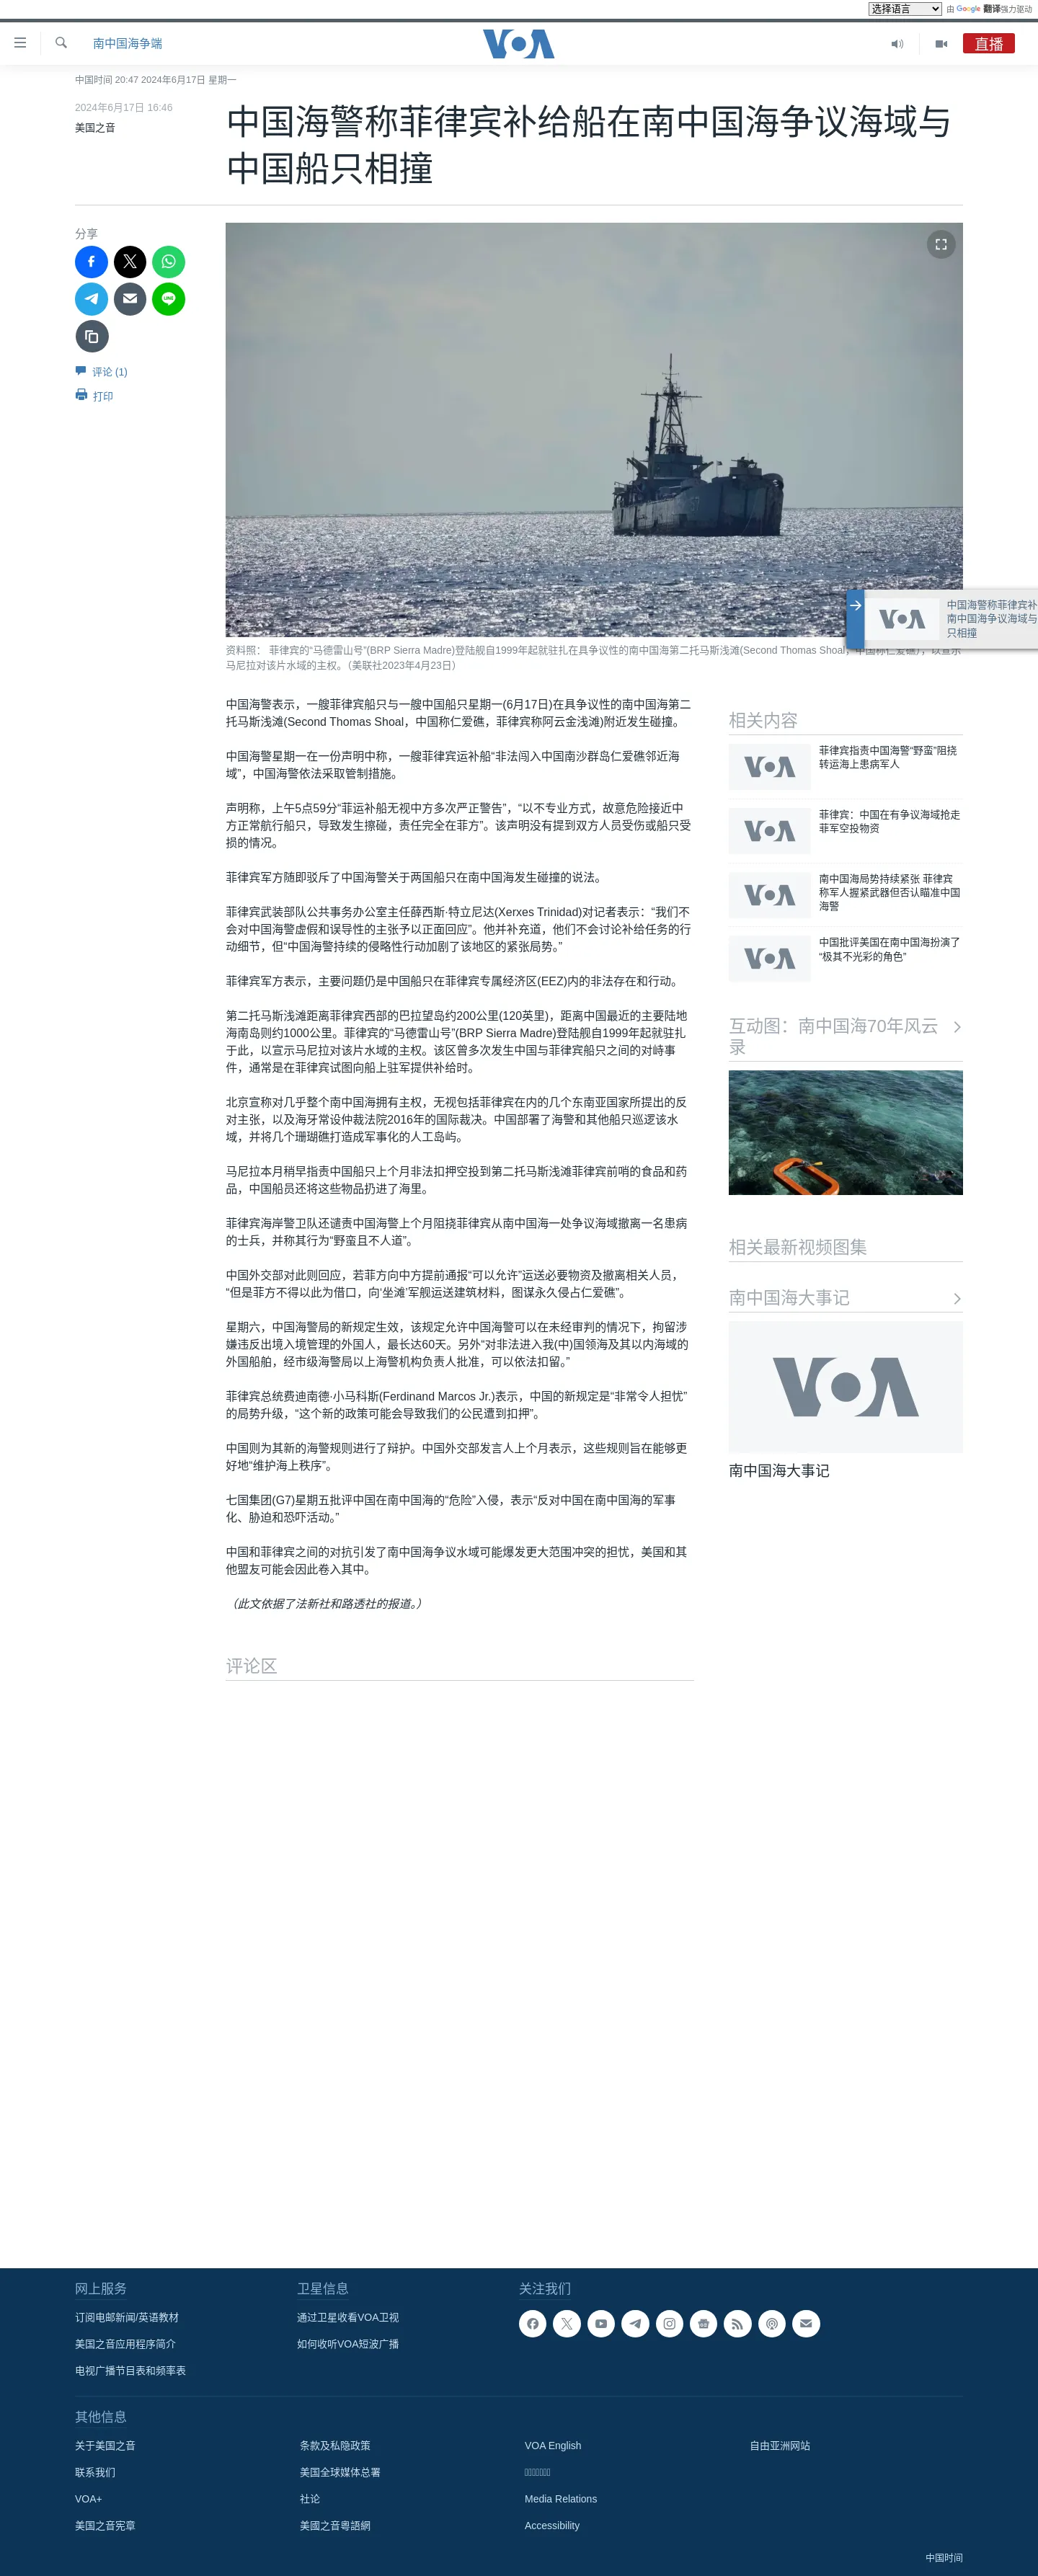 选择语言 由 Google 翻译强力驱动
南中国海争端
VOA
直播
中国时间 20:47 2024年6月17日 星期一
2024年6月17日 16:46
美国之音
中国海警称菲律宾补给船在南中国海争议海域与
中国船只相撞
分享
LINE
评论 (1)
打印
中国海警称菲律宾补
南中国海争议海域与
只相撞
VOA
资料照： 菲律宾的“马德雷山号”(BRP Sierra Madre)登陆舰自1999年起就驻扎在具争议性的南中国海第二托马斯浅滩(Second Thomas Shoal，中国称仁爱礁)，以宣示
马尼拉对该片水域的主权。（美联社2023年4月23日）
中国海警表示，一艘菲律宾船只与一艘中国船只星期一(6月17日)在具争议性的南中国海第二
托马斯浅滩(Second Thomas Shoal，中国称仁爱礁，菲律宾称阿云金浅滩)附近发生碰撞。
中国海警星期一在一份声明中称，一艘菲律宾运补船“非法闯入中国南沙群岛仁爱礁邻近海
域”，中国海警依法采取管制措施。
声明称，上午5点59分“菲运补船无视中方多次严正警告”，“以不专业方式，故意危险接近中
方正常航行船只，导致发生擦碰，责任完全在菲方”。该声明没有提到双方人员受伤或船只受
损的情况。
菲律宾军方随即驳斥了中国海警关于两国船只在南中国海发生碰撞的说法。
菲律宾武装部队公共事务办公室主任薛西斯·特立尼达(Xerxes Trinidad)对记者表示：“我们不
会对中国海警虚假和误导性的主张予以正面回应”。他并补充道，他们不会讨论补给任务的行
动细节，但“中国海警持续的侵略性行动加剧了该地区的紧张局势。”
菲律宾军方表示，主要问题仍是中国船只在菲律宾专属经济区(EEZ)内的非法存在和行动。
第二托马斯浅滩距离菲律宾西部的巴拉望岛约200公里(120英里)，距离中国最近的主要陆地
海南岛则约1000公里。菲律宾的“马德雷山号”(BRP Sierra Madre)登陆舰自1999年起就驻扎
于此，以宣示马尼拉对该片水域的主权。该区曾多次发生中国与菲律宾船只之间的对峙事
件，通常是在菲律宾试图向船上驻军提供补给时。
北京宣称对几乎整个南中国海拥有主权，无视包括菲律宾在内的几个东南亚国家所提出的反
对主张，以及海牙常设仲裁法院2016年的国际裁决。中国部署了海警和其他船只巡逻该水
域，并将几个珊瑚礁打造成军事化的人工岛屿。
马尼拉本月稍早指责中国船只上个月非法扣押空投到第二托马斯浅滩菲律宾前哨的食品和药
品，中国船员还将这些物品扔进了海里。
菲律宾海岸警卫队还谴责中国海警上个月阻挠菲律宾从南中国海一处争议海域撤离一名患病
的士兵，并称其行为“野蛮且不人道”。
中国外交部对此则回应，若菲方向中方提前通报“可以允许”运送必要物资及撤离相关人员，
“但是菲方不得以此为借口，向‘坐滩’军舰运送建筑材料，图谋永久侵占仁爱礁”。
星期六，中国海警局的新规定生效，该规定允许中国海警可以在未经审判的情况下，拘留涉
嫌违反出境入境管理的外国人，最长达60天。另外“对非法进入我(中)国领海及其以内海域的
外国船舶，经市级海警局以上海警机构负责人批准，可以依法扣留。”
菲律宾总统费迪南德·小马科斯(Ferdinand Marcos Jr.)表示，中国的新规定是“非常令人担忧”
的局势升级，“这个新的政策可能会导致我们的公民遭到扣押”。
中国则为其新的海警规则进行了辩护。中国外交部发言人上个月表示，这些规则旨在能够更
好地“维护海上秩序”。
七国集团(G7)星期五批评中国在南中国海的“危险”入侵，表示“反对中国在南中国海的军事
化、胁迫和恐吓活动。”
中国和菲律宾之间的对抗引发了南中国海争议水域可能爆发更大范围冲突的担忧，美国和其
他盟友可能会因此卷入其中。
（此文依据了法新社和路透社的报道。）
评论区
相关内容
VOA
菲律宾指责中国海警“野蛮”阻挠
转运海上患病军人
VOA
菲律宾：中国在有争议海域抢走
菲军空投物资
VOA
南中国海局势持续紧张 菲律宾
称军人握紧武器但否认瞄准中国
海警
VOA
中国批评美国在南中国海扮演了
“极其不光彩的角色”
互动图：南中国海70年风云
录
相关最新视频图集
南中国海大事记
VOA
南中国海大事记
网上服务
订阅电邮新闻/英语教材
美国之音应用程序简介
电视广播节目表和频率表
卫星信息
通过卫星收看VOA卫视
如何收听VOA短波广播
关注我们
其他信息
关于美国之音
联系我们
VOA+
美国之音宪章
条款及私隐政策
美国全球媒体总署
社论
美國之音粵語網
VOA English
Media Relations
Accessibility
自由亚洲网站
中国时间